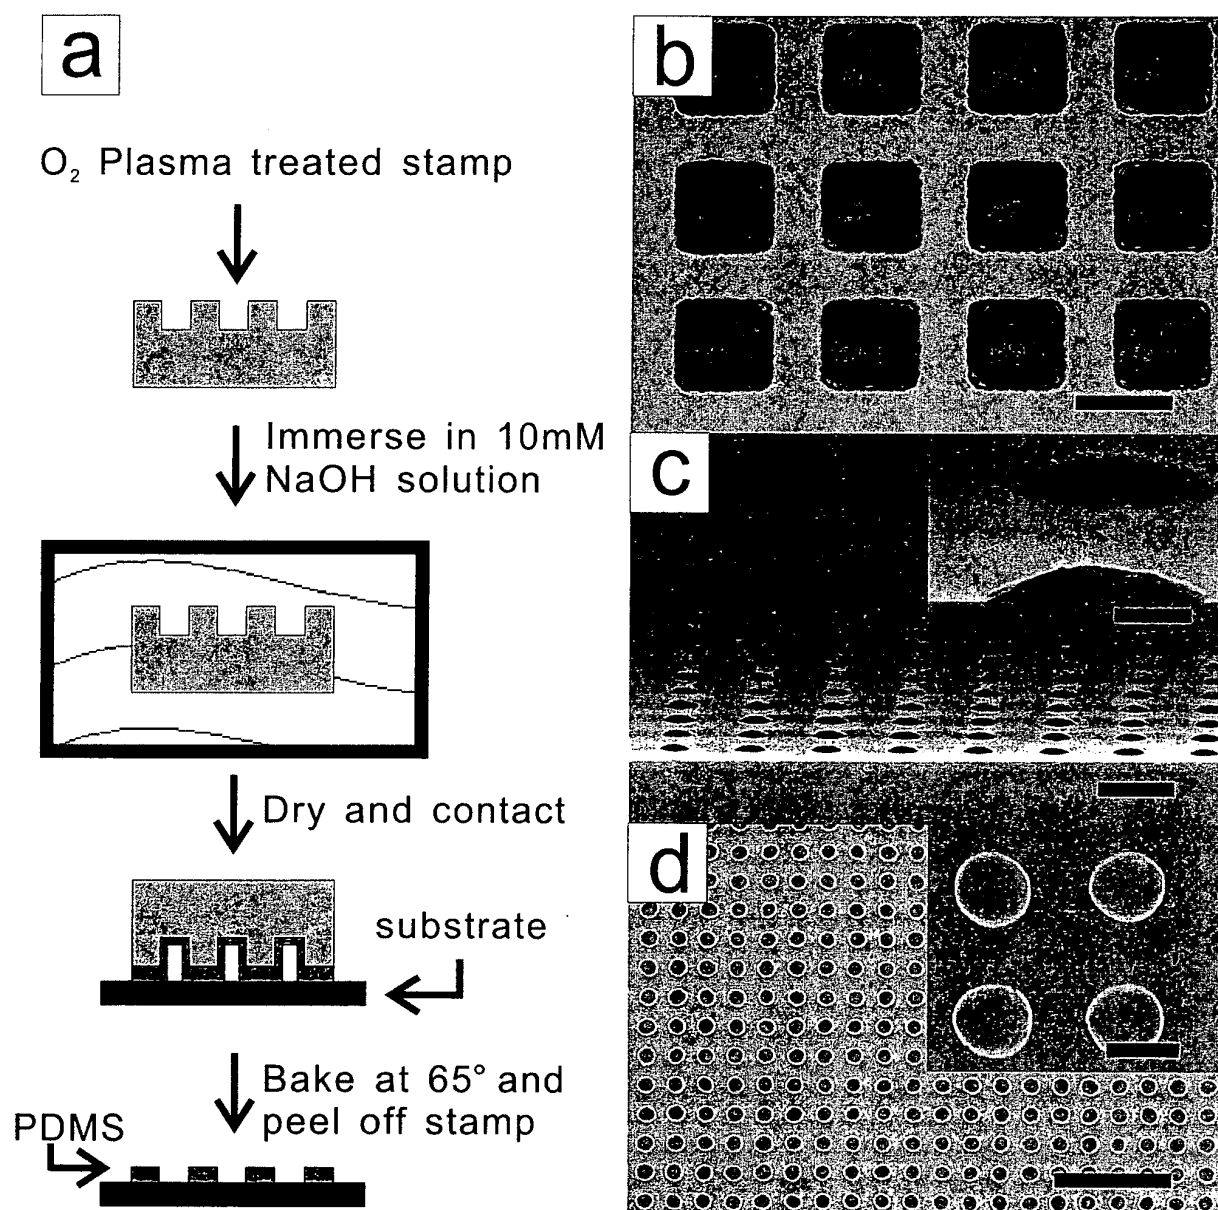 a
O₂ Plasma treated stamp
Immerse in 10mM
NaOH solution
Dry and contact
substrate
Bake at 65° and
peel off stamp
PDMS
b
c
d